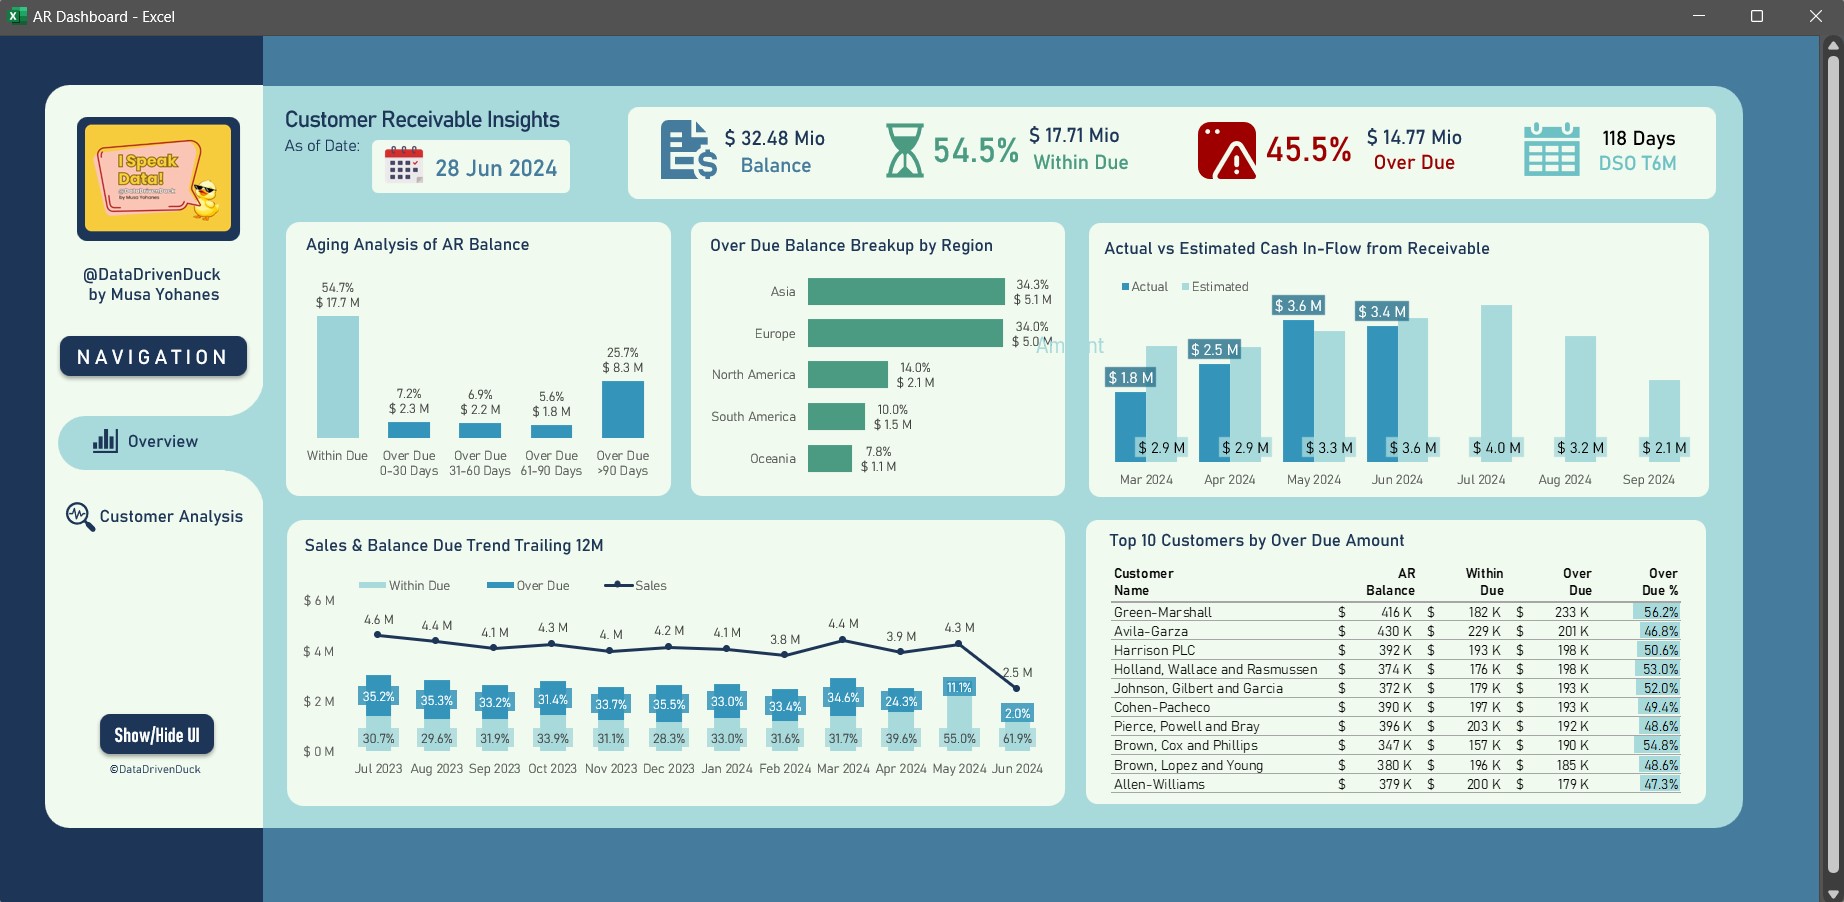 AR Dashboard - Excel
I Speak
Data!
@DataDrivenDuck
by Musa Yohanes
@DataDrivenDuck
by Musa Yohanes
NAVIGATION
Overview
Customer Analysis
Show/Hide UI
©DataDrivenDuck
Customer Receivable Insights
As of Date:
28 Jun 2024
$ 32.48 Mio
Balance
54.5%
$ 17.71 Mio
Within Due
45.5%
$ 14.77 Mio
Over Due
118 Days
DSO T6M
Aging Analysis of AR Balance
54.7%
$ 17.7 M
7.2%
$ 2.3 M
6.9%
$ 2.2 M
5.6%
$ 1.8 M
25.7%
$ 8.3 M
Within Due
Over Due
0-30 Days
Over Due
31-60 Days
Over Due
61-90 Days
Over Due
>90 Days
Over Due Balance Breakup by Region
Asia
34.3%
$ 5.1 M
Europe
34.0%
$ 5.0 M
North America
14.0%
$ 2.1 M
South America
10.0%
$ 1.5 M
Oceania
7.8%
$ 1.1 M
Actual vs Estimated Cash In-Flow from Receivable
Actual Estimated
$ 1.8 M
$ 2.5 M
$ 3.6 M
$ 3.4 M
$ 2.9 M $ 2.9 M $ 3.3 M $ 3.6 M $ 4.0 M $ 3.2 M $ 2.1 M
Mar 2024 Apr 2024 May 2024 Jun 2024 Jul 2024 Aug 2024 Sep 2024
Sales & Balance Due Trend Trailing 12M
Within Due Over Due Sales
$ 6 M
$ 4 M
$ 2 M
$ 0 M
4.6 M 4.4 M 4.1 M 4.3 M 4. M 4.2 M 4.1 M 3.8 M 4.4 M 3.9 M 4.3 M 2.5 M
35.2% 35.3% 33.2% 31.4% 33.7% 35.5% 33.0% 33.4% 34.6% 24.3% 11.1% 2.0%
30.7% 29.6% 31.9% 33.9% 31.1% 28.3% 33.0% 31.6% 31.7% 39.6% 55.0% 61.9%
Jul 2023 Aug 2023 Sep 2023 Oct 2023 Nov 2023 Dec 2023 Jan 2024 Feb 2024 Mar 2024 Apr 2024 May 2024 Jun 2024
Top 10 Customers by Over Due Amount
Customer AR Within Over Over
Name Balance Due Due Due %
Green-Marshall $ 416 K $ 182 K $ 233 K 56.2%
Avila-Garza $ 430 K $ 229 K $ 201 K 46.8%
Harrison PLC $ 392 K $ 193 K $ 198 K 50.6%
Holland, Wallace and Rasmussen $ 374 K $ 176 K $ 198 K 53.0%
Johnson, Gilbert and Garcia $ 372 K $ 179 K $ 193 K 52.0%
Cohen-Pacheco $ 390 K $ 197 K $ 193 K 49.4%
Pierce, Powell and Bray $ 396 K $ 203 K $ 192 K 48.6%
Brown, Cox and Phillips $ 347 K $ 157 K $ 190 K 54.8%
Brown, Lopez and Young $ 380 K $ 196 K $ 185 K 48.6%
Allen-Williams $ 379 K $ 200 K $ 179 K 47.3%